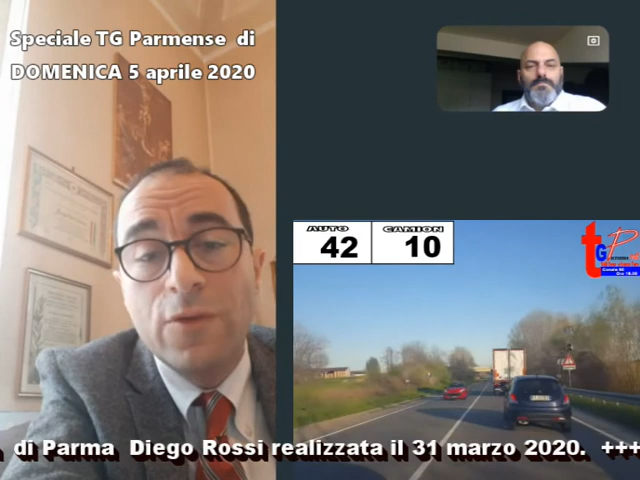 Speciale TG Parmense di
DOMENICA 5 aprile 2020
AUTO
42
CAMION
10
tG P
di Parma Diego Rossi realizzata il 31 marzo 2020. +++